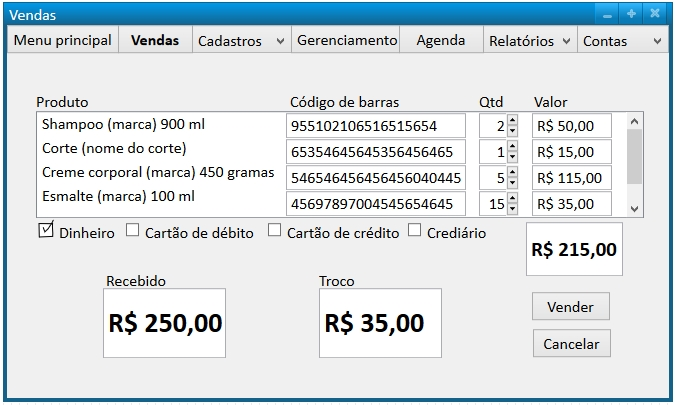 Vendas
Menu principal Vendas Cadastros Gerenciamento Agenda Relatórios Contas
Produto Código de barras Qtd Valor
Shampoo (marca) 900 ml 955102106516515654 2 R$ 50,00
Corte (nome do corte) 65354645645356456465 1 R$ 15,00
Creme corporal (marca) 450 gramas 546546456456456040445 5 R$ 115,00
Esmalte (marca) 100 ml 45697897004545654645 15 R$ 35,00
Dinheiro Cartão de débito Cartão de crédito Crediário
R$ 215,00
Recebido Troco
R$ 250,00 R$ 35,00
Vender
Cancelar